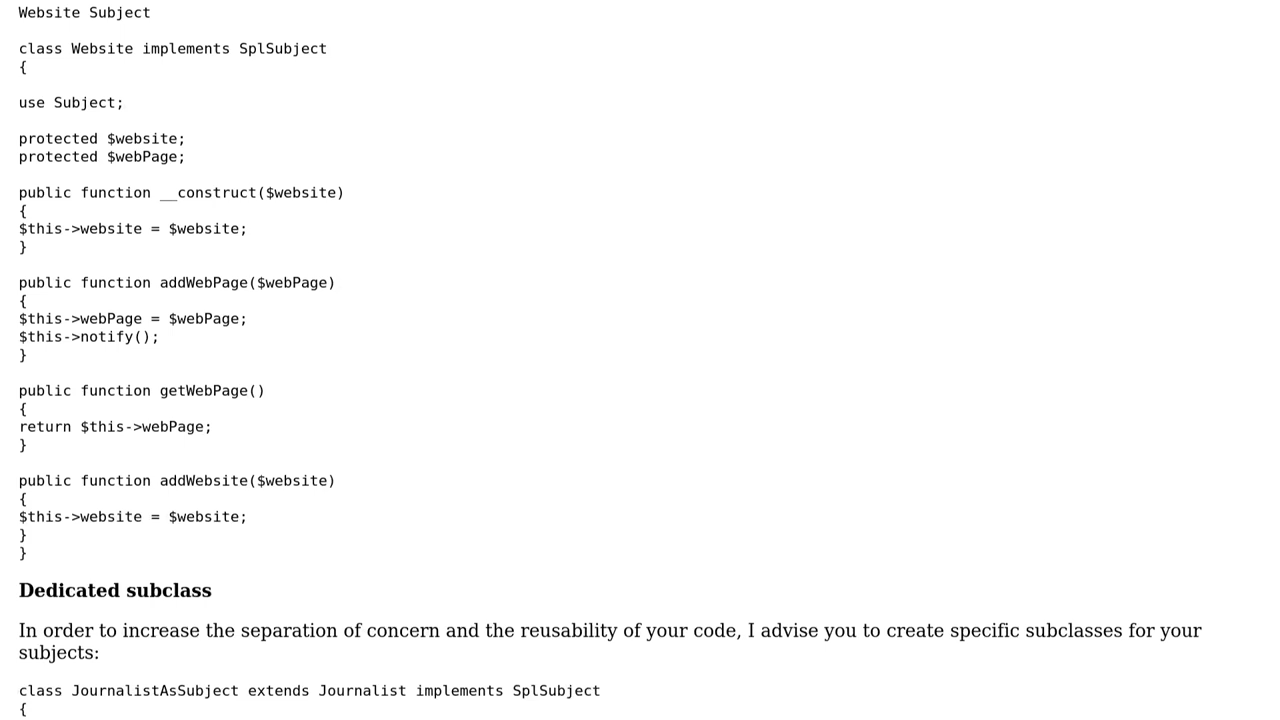 Website Subject
class Website implements SplSubject
{
use Subject;
protected $website;
protected $webPage;
public function __construct($website)
{
$this->website = $website;
}
public function addWebPage($webPage)
{
$this->webPage = $webPage;
$this->notify();
}
public function getWebPage()
{
return $this->webPage;
}
public function addWebsite($website)
{
$this->website = $website;
}
}
Dedicated subclass
In order to increase the separation of concern and the reusability of your code, I advise you to create specific subclasses for your
subjects:
class JournalistAsSubject extends Journalist implements SplSubject
{